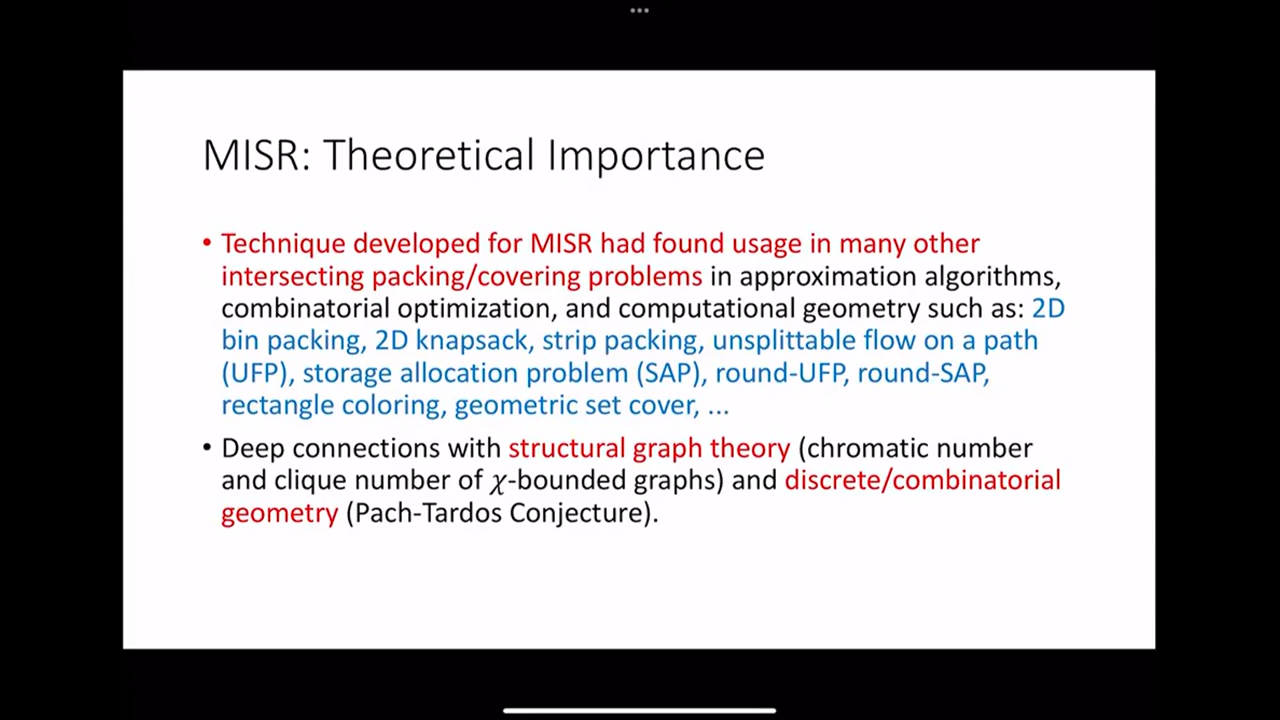 MISR: Theoretical Importance
• Technique developed for MISR had found usage in many other
intersecting packing/covering problems in approximation algorithms,
combinatorial optimization, and computational geometry such as: 2D
bin packing, 2D knapsack, strip packing, unsplittable flow on a path
(UFP), storage allocation problem (SAP), round-UFP, round-SAP,
rectangle coloring, geometric set cover, ...
• Deep connections with structural graph theory (chromatic number
and clique number of 𝜒-bounded graphs) and discrete/combinatorial
geometry (Pach-Tardos Conjecture).